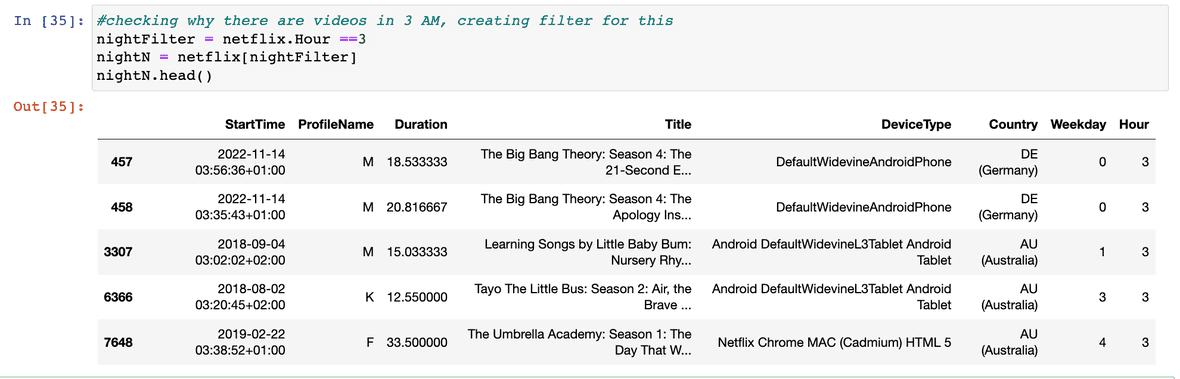 In [35]: #checking why there are videos in 3 AM, creating filter for this
nightFilter = netflix.Hour ==3
nightN = netflix[nightFilter]
nightN.head()
Out[35]:
StartTime ProfileName Duration Title DeviceType Country Weekday Hour
457 2022-11-14 03:56:36+01:00 M 18.533333 The Big Bang Theory: Season 4: The 21-Second E... DefaultWidevineAndroidPhone DE (Germany) 0 3
458 2022-11-14 03:35:43+01:00 M 20.816667 The Big Bang Theory: Season 4: The Apology Ins... DefaultWidevineAndroidPhone DE (Germany) 0 3
3307 2018-09-04 03:02:02+02:00 M 15.033333 Learning Songs by Little Baby Bum: Nursery Rhy... Android DefaultWidevineL3Tablet Android Tablet AU (Australia) 1 3
6366 2018-08-02 03:20:45+02:00 K 12.550000 Tayo The Little Bus: Season 2: Air, the Brave ... Android DefaultWidevineL3Tablet Android Tablet AU (Australia) 3 3
7648 2019-02-22 03:38:52+01:00 F 33.500000 The Umbrella Academy: Season 1: The Day That W... Netflix Chrome MAC (Cadmium) HTML 5 AU (Australia) 4 3